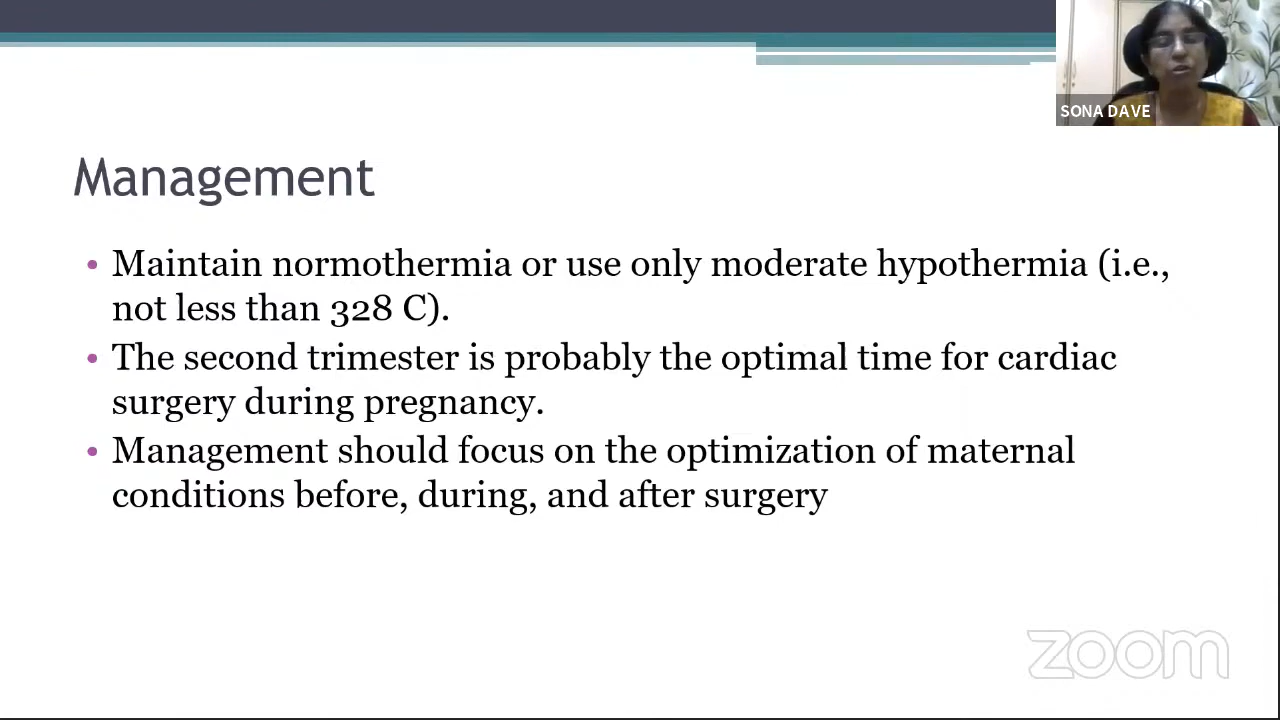 SONA DAVE
Management
• Maintain normothermia or use only moderate hypothermia (i.e.,
not less than 328 C).
• The second trimester is probably the optimal time for cardiac
surgery during pregnancy.
• Management should focus on the optimization of maternal
conditions before, during, and after surgery
zoom